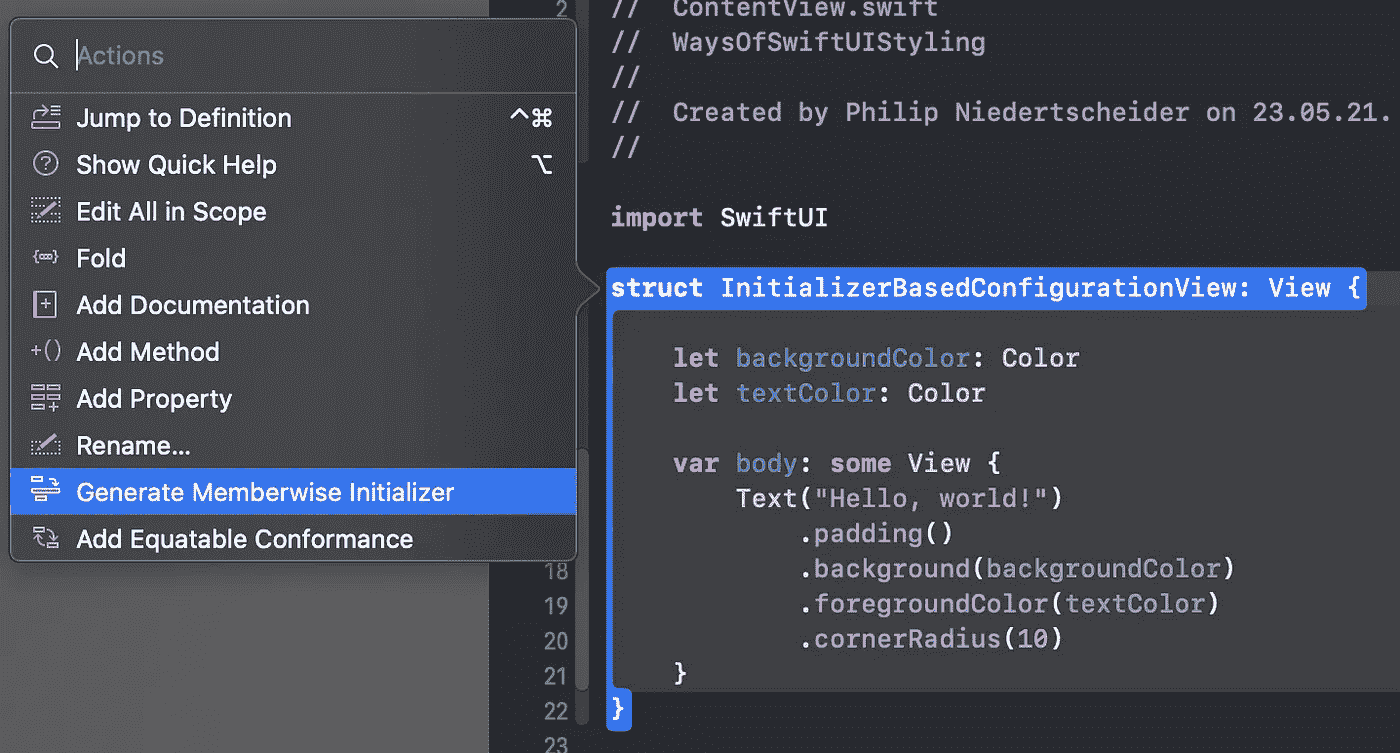 Actions
Jump to Definition ^⌘
Show Quick Help ⌥
Edit All in Scope
Fold
Add Documentation
Add Method
Add Property
Rename...
Generate Memberwise Initializer
Add Equatable Conformance
2 // ContentView.swift
// WaysOfSwiftUIStyling
//
// Created by Philip Niedertscheider on 23.05.21.
//
import SwiftUI
struct InitializerBasedConfigurationView: View {
let backgroundColor: Color
let textColor: Color
var body: some View {
Text("Hello, world!")
.padding()
18 .background(backgroundColor)
19 .foregroundColor(textColor)
20 .cornerRadius(10)
21 }
22 }
23